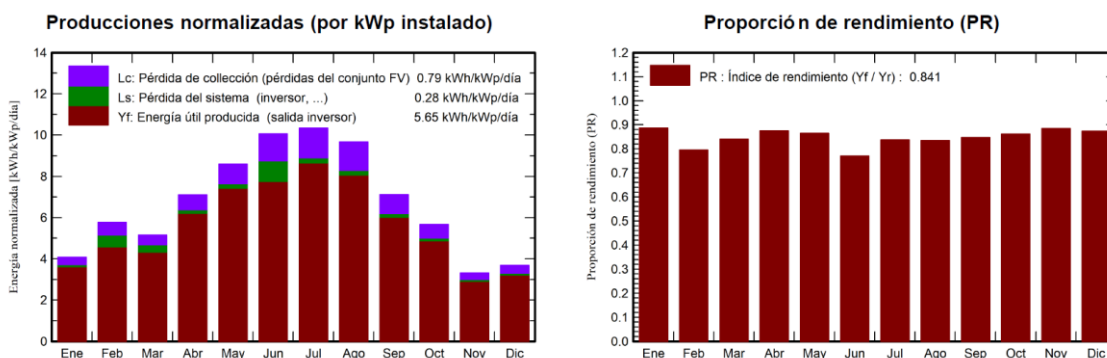 Producciones normalizadas (por kWp instalado)
14
12
10
8
6
4
2
0
Energía normalizada [kWh/kWp/día]
Lc: Pérdida de colección (pérdidas del conjunto FV) 0.79 kWh/kWp/día
Ls: Pérdida del sistema (inversor, ...) 0.28 kWh/kWp/día
Yf: Energía útil producida (salida inversor) 5.65 kWh/kWp/día
Ene Feb Mar Abr May Jun Jul Ago Sep Oct Nov Dic
Proporción de rendimiento (PR)
1.2
1.1
1.0
0.9
0.8
0.7
0.6
0.5
0.4
0.3
0.2
0.1
0.0
Proporción de rendimiento (PR)
PR : Índice de rendimiento (Yf / Yr) : 0.841
Ene Feb Mar Abr May Jun Jul Ago Sep Oct Nov Dic